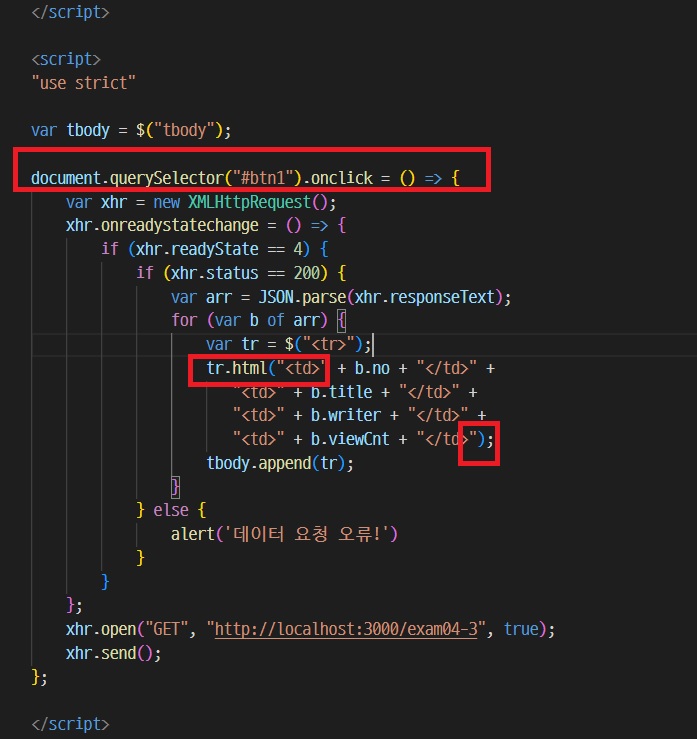 </script>
<script>
"use strict"
var tbody = $("tbody");
document.querySelector("#btn1").onclick = () => {
var xhr = new XMLHttpRequest();
xhr.onreadystatechange = () => {
if (xhr.readyState == 4) {
if (xhr.status == 200) {
var arr = JSON.parse(xhr.responseText);
for (var b of arr) {
var tr = $("<tr>");
tr.html("<td>" + b.no + "</td>" +
"<td>" + b.title + "</td>" +
"<td>" + b.writer + "</td>" +
"<td>" + b.viewCnt + "</td>");
tbody.append(tr);
}
} else {
alert('데이터 요청 오류!')
}
}
};
xhr.open("GET", "http://localhost:3000/exam04-3", true);
xhr.send();
};
</script>